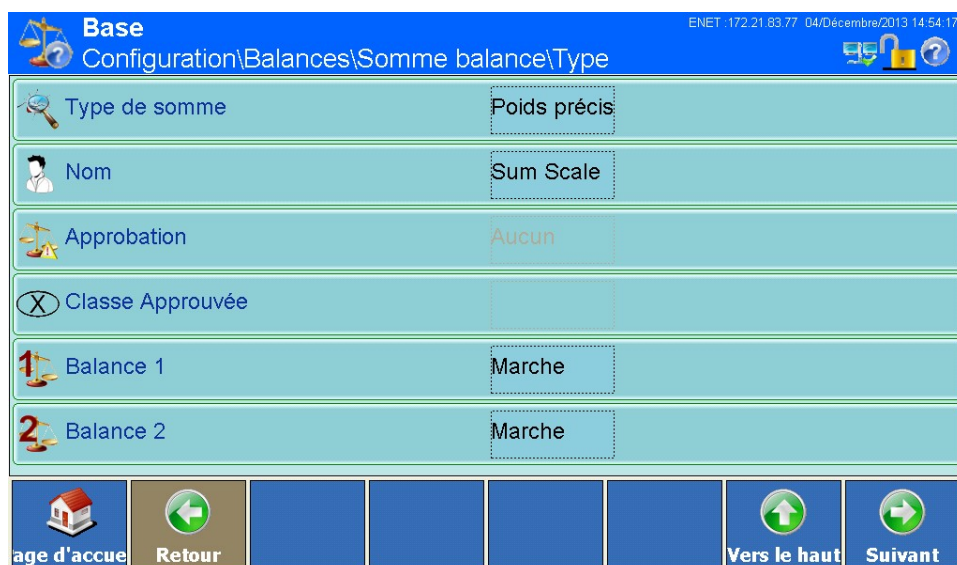 Base
ENET :172.21.83.77 04/Décembre/2013 14:54:17
Configuration\Balances\Somme balance\Type
Type de somme Poids précis
Nom Sum Scale
Approbation Aucun
X Classe Approuvée
1 Balance 1 Marche
2 Balance 2 Marche
age d'accue Retour Vers le haut Suivant